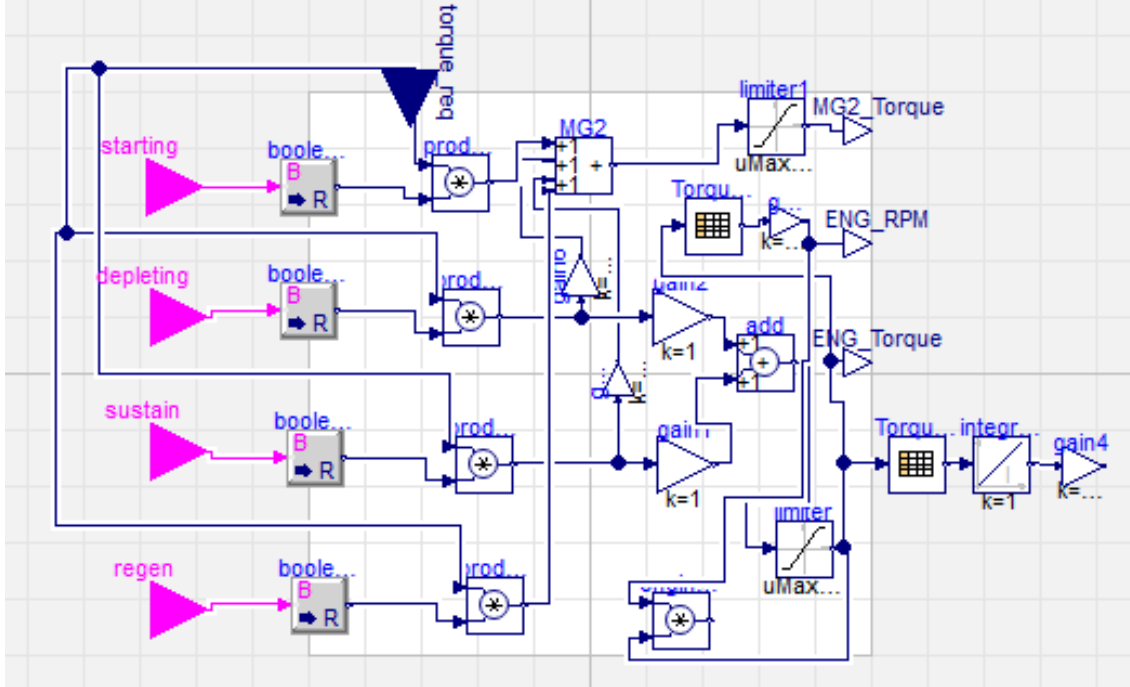 torque_req
limiter1
MG2_Torque
uMax...
MG2
+1
+1
+1
+
starting
boole...
B
R
prod...
Torqu...
g...
k=...
ENG_RPM
depleting
boole...
B
R
prod...
k=...
gain2
k=1
add
+1
+1
+
ENG_Torque
g...
k=...
sustain
boole...
B
R
prod...
gain1
k=1
Torqu...
integr...
k=1
gain4
k=...
limiter
uMax...
regen
boole...
B
R
prod...